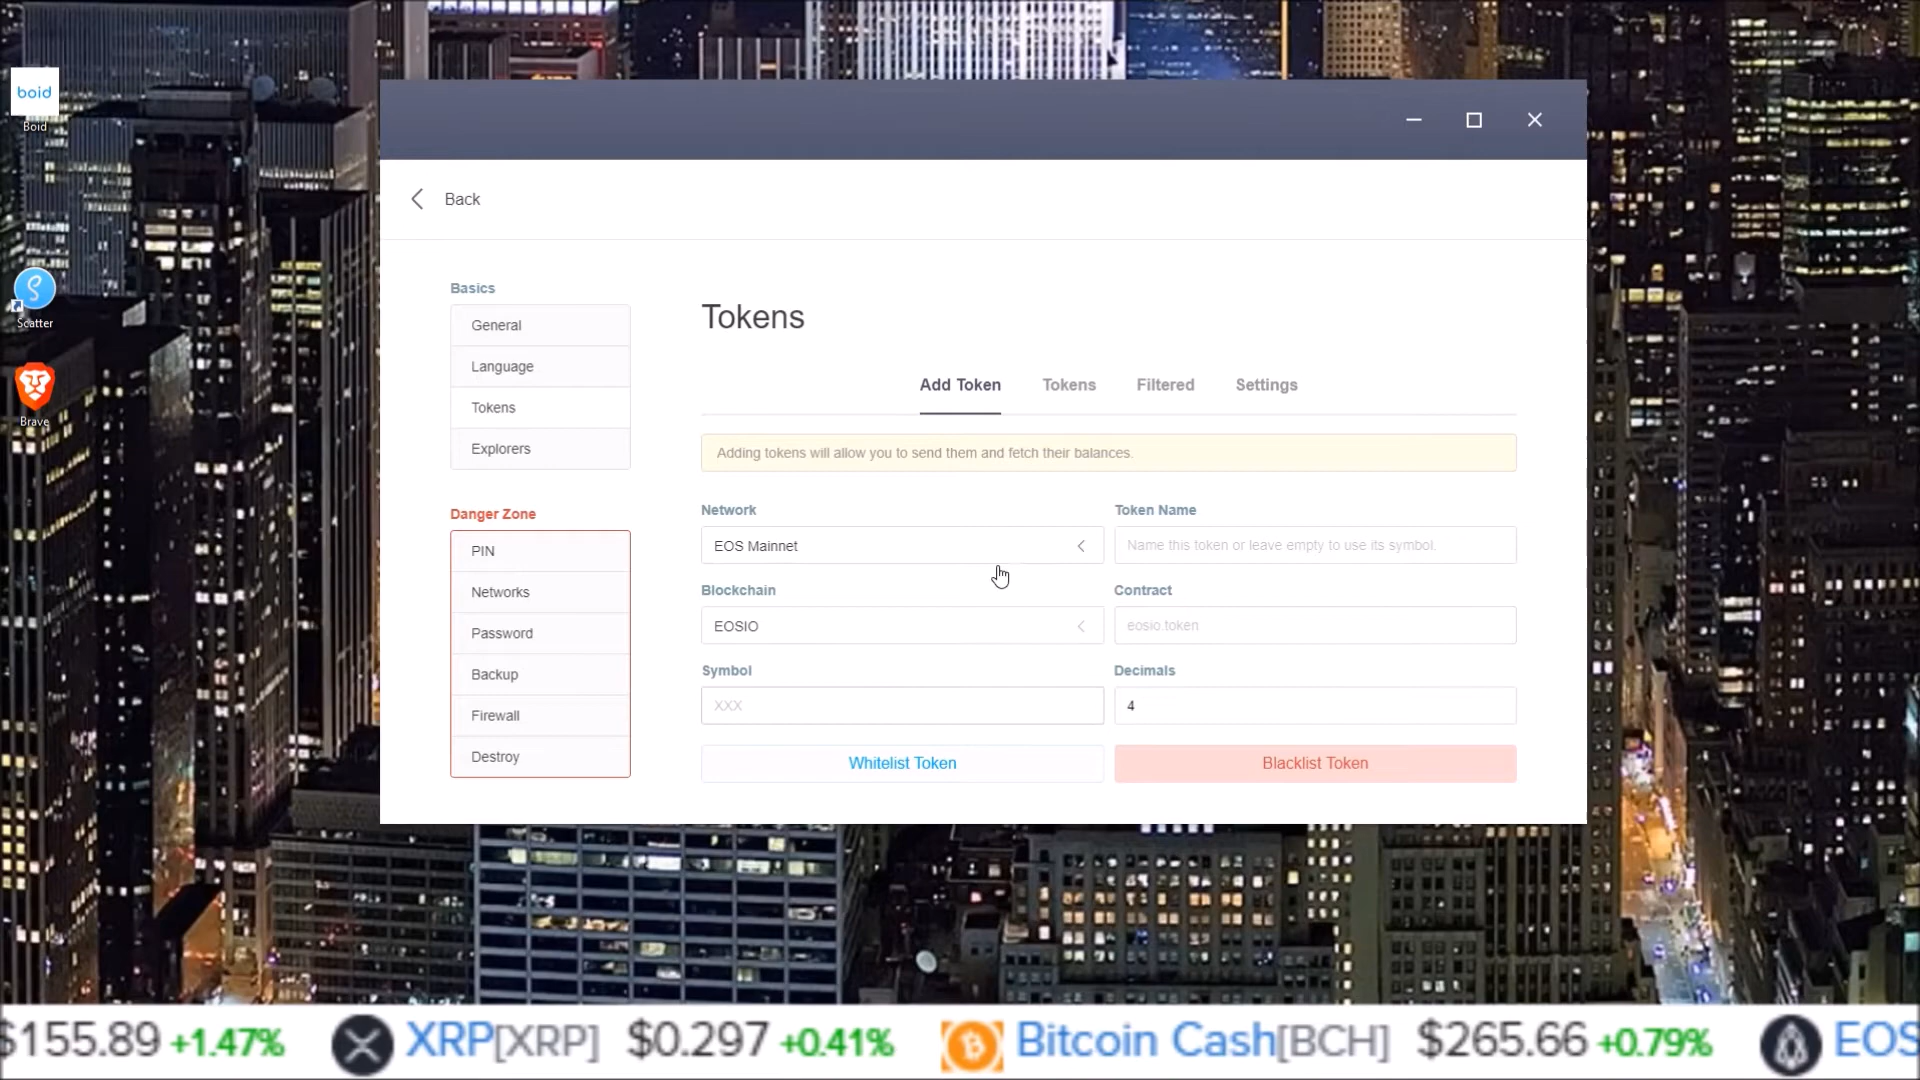 boid
Boid
Scatter
Brave
Back
Basics
General
Language
Tokens
Explorers
Danger Zone
PIN
Networks
Password
Backup
Firewall
Destroy
Tokens
Add Token Tokens Filtered Settings
Adding tokens will allow you to send them and fetch their balances.
Network Token Name
EOS Mainnet Name this token or leave empty to use its symbol.
Blockchain Contract
EOSIO eosio.token
Symbol Decimals
XXX 4
Whitelist Token Blacklist Token
$155.89 +1.47% XRP[XRP] $0.297 +0.41% Bitcoin Cash[BCH] $265.66 +0.79% EOS